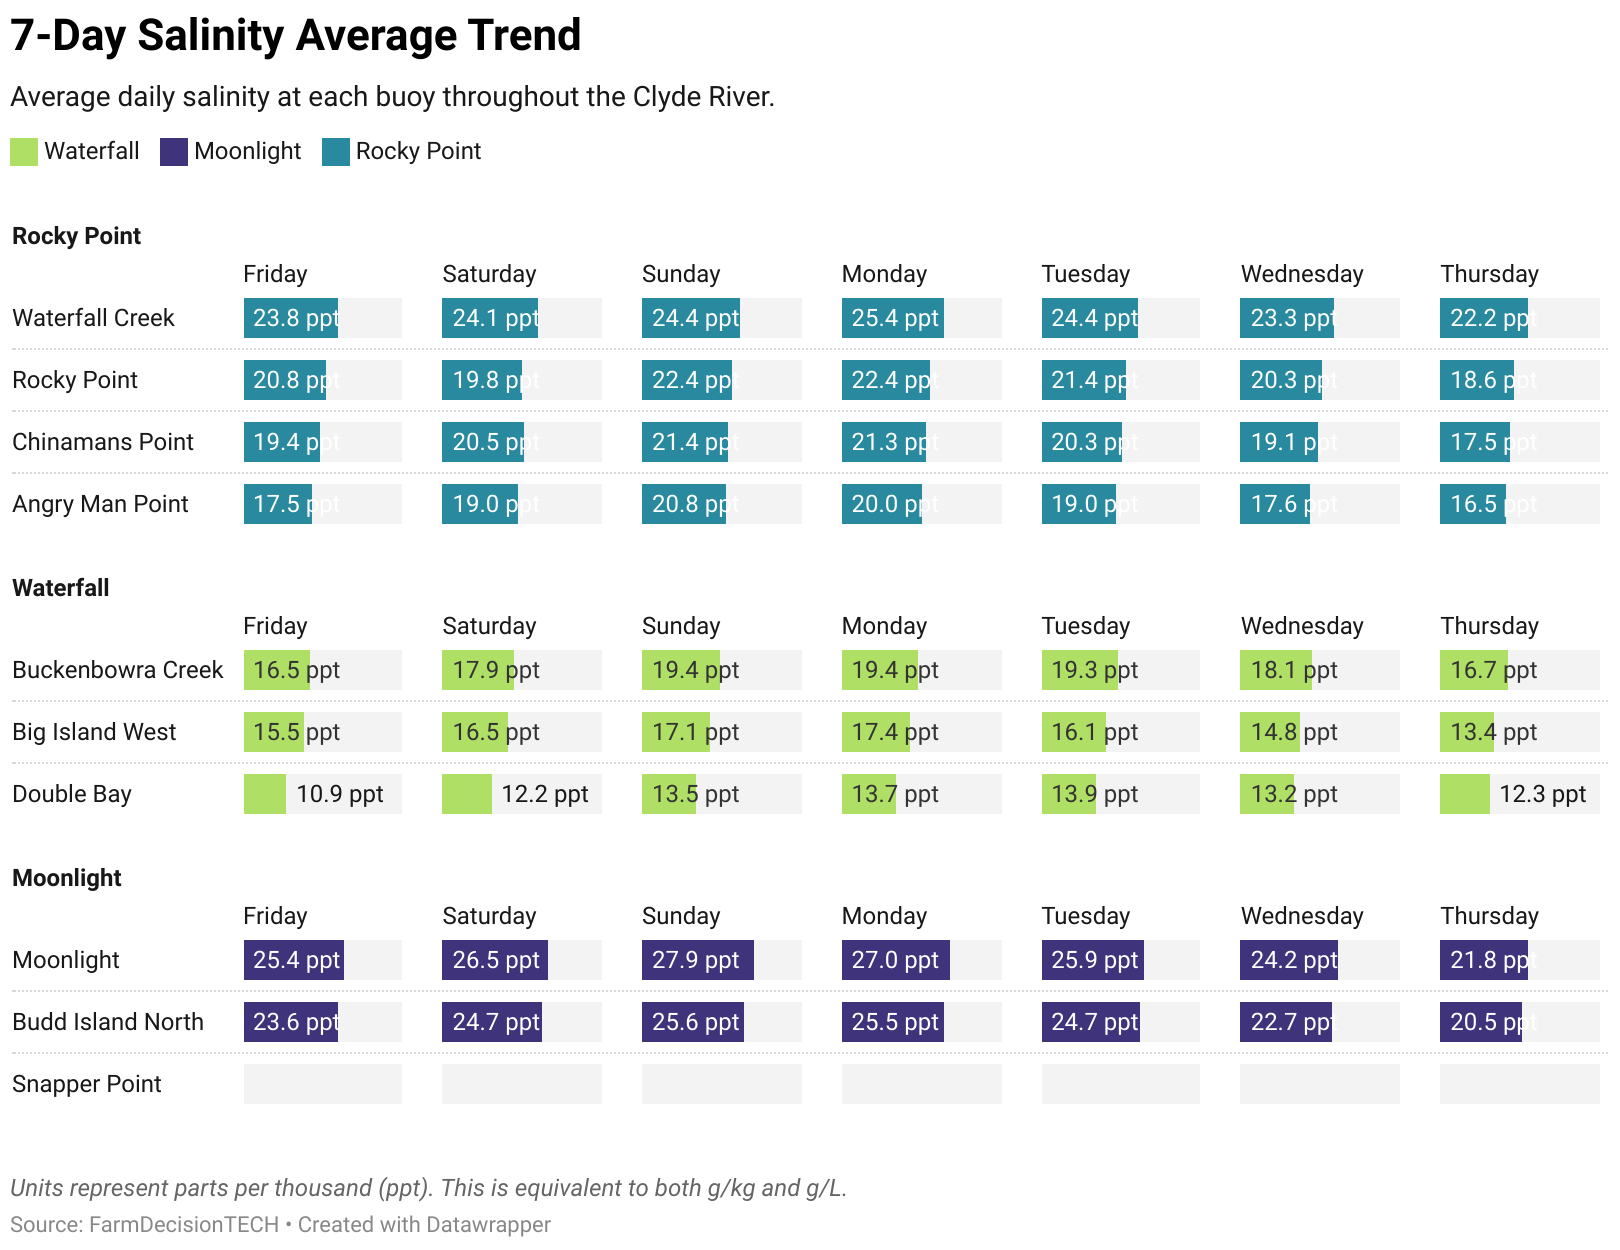 7-Day Salinity Average Trend
Average daily salinity at each buoy throughout the Clyde River.
Waterfall Moonlight Rocky Point
Rocky Point
Friday Saturday Sunday Monday Tuesday Wednesday Thursday
Waterfall Creek 23.8 ppt 24.1 ppt 24.4 ppt 25.4 ppt 24.4 ppt 23.3 ppt 22.2 ppt
Rocky Point 20.8 ppt 19.8 ppt 22.4 ppt 22.4 ppt 21.4 ppt 20.3 ppt 18.6 ppt
Chinamans Point 19.4 ppt 20.5 ppt 21.4 ppt 21.3 ppt 20.3 ppt 19.1 ppt 17.5 ppt
Angry Man Point 17.5 ppt 19.0 ppt 20.8 ppt 20.0 ppt 19.0 ppt 17.6 ppt 16.5 ppt
Waterfall
Friday Saturday Sunday Monday Tuesday Wednesday Thursday
Buckenbowra Creek 16.5 ppt 17.9 ppt 19.4 ppt 19.4 ppt 19.3 ppt 18.1 ppt 16.7 ppt
Big Island West 15.5 ppt 16.5 ppt 17.1 ppt 17.4 ppt 16.1 ppt 14.8 ppt 13.4 ppt
Double Bay 10.9 ppt 12.2 ppt 13.5 ppt 13.7 ppt 13.9 ppt 13.2 ppt 12.3 ppt
Moonlight
Friday Saturday Sunday Monday Tuesday Wednesday Thursday
Moonlight 25.4 ppt 26.5 ppt 27.9 ppt 27.0 ppt 25.9 ppt 24.2 ppt 21.8 ppt
Budd Island North 23.6 ppt 24.7 ppt 25.6 ppt 25.5 ppt 24.7 ppt 22.7 ppt 20.5 ppt
Snapper Point
Units represent parts per thousand (ppt). This is equivalent to both g/kg and g/L.
Source: FarmDecisionTECH • Created with Datawrapper